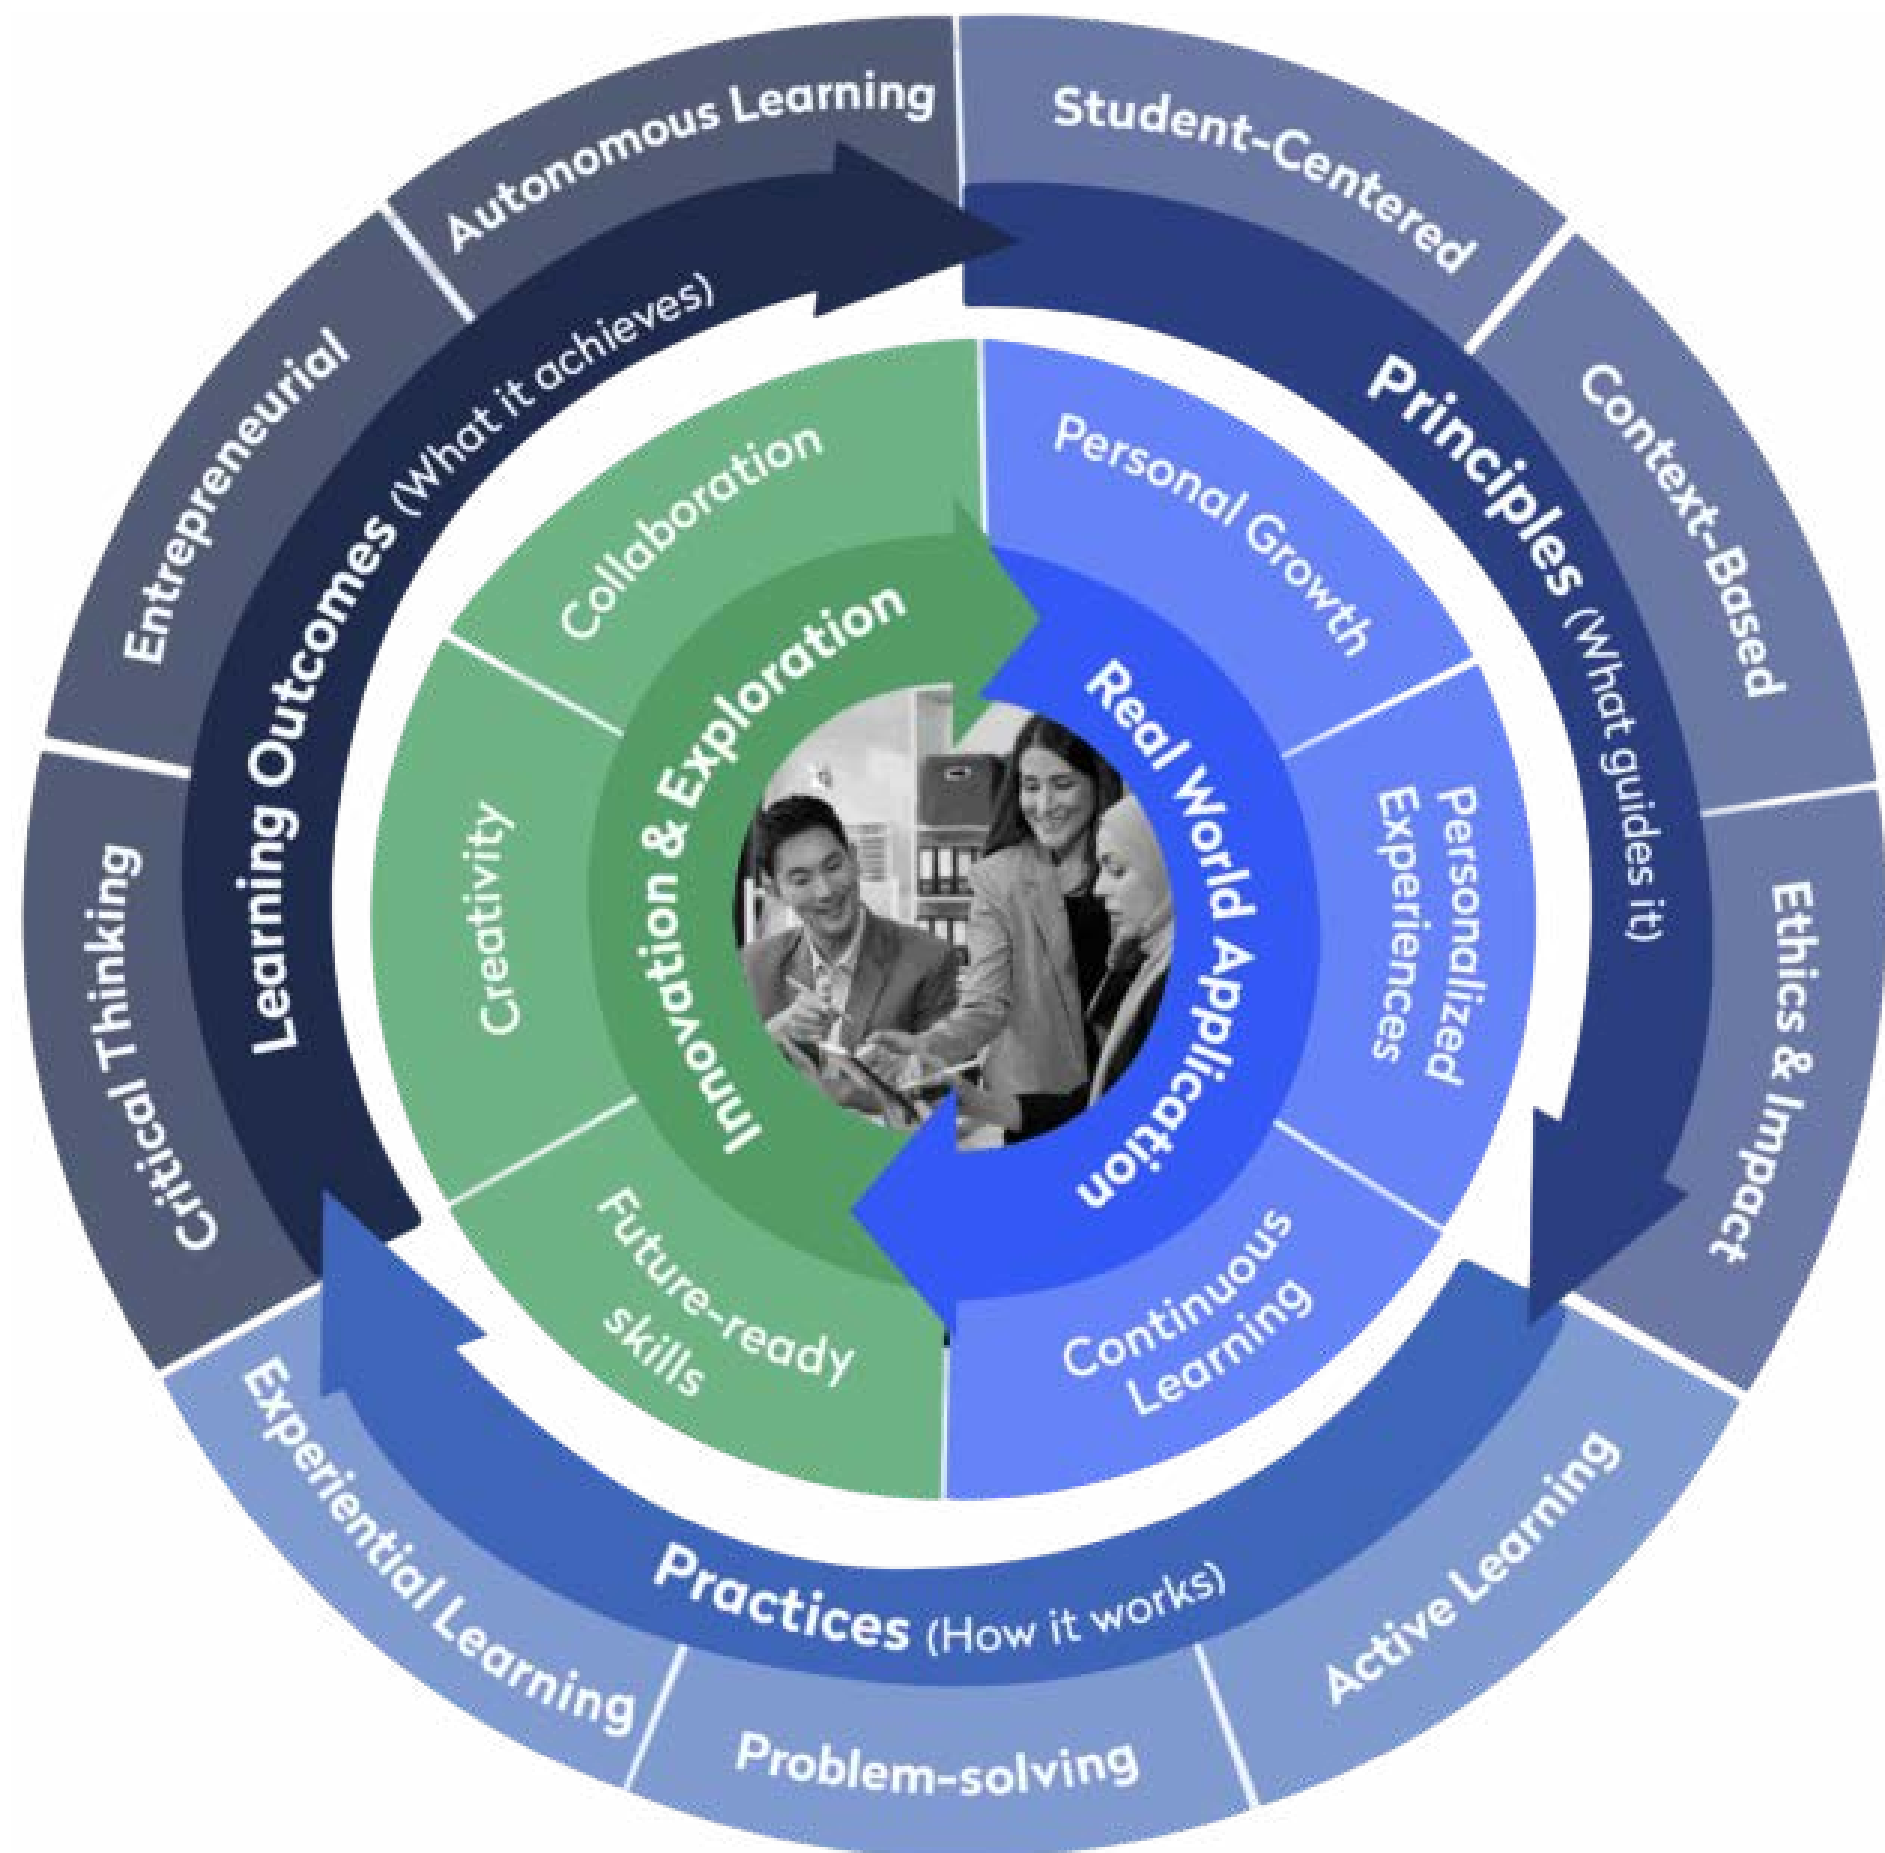 Student-Centered
Context-Based
Ethics & Impact
Principles (What guides it)
Active Learning
Problem-solving
Experiential Learning
Practices (How it works)
Critical Thinking
Entrepreneurial
Autonomous Learning
Learning Outcomes (What it achieves)
Personal Growth
Personalized
Experiences
Continuous
Learning
Real World Application
Future-ready
skills
Creativity
Collaboration
Innovation & Exploration